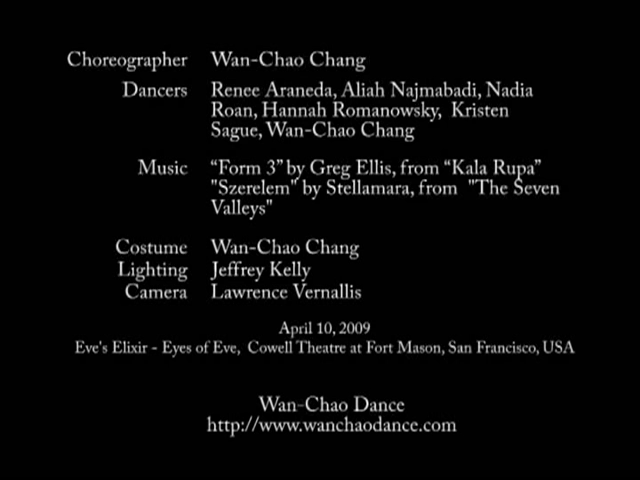 Choreographer Wan-Chao Chang
Dancers Renee Araneda, Aliah Najmabadi, Nadia
Roan, Hannah Romanowsky, Kristen
Sague, Wan-Chao Chang
Music “Form 3” by Greg Ellis, from “Kala Rupa”
"Szerelem" by Stellamara, from "The Seven
Valleys"
Costume Wan-Chao Chang
Lighting Jeffrey Kelly
Camera Lawrence Vernallis
April 10, 2009
Eve's Elixir - Eyes of Eve, Cowell Theatre at Fort Mason, San Francisco, USA
Wan-Chao Dance
http://www.wanchaodance.com